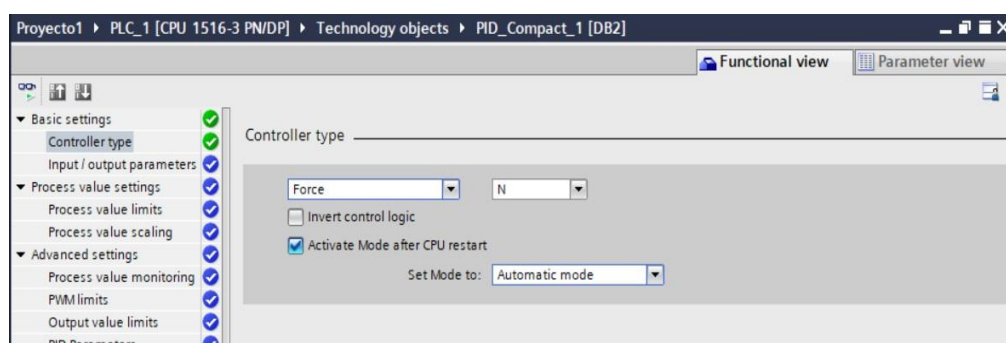 Proyecto1 ▸ PLC_1 [CPU 1516-3 PN/DP] ▸ Technology objects ▸ PID_Compact_1 [DB2]
Functional view Parameter view
Basic settings
Controller type
Input / output parameters
Process value settings
Process value limits
Process value scaling
Advanced settings
Process value monitoring
PWM limits
Output value limits
PID Parameters
Controller type
Force N
Invert control logic
Activate Mode after CPU restart
Set Mode to: Automatic mode